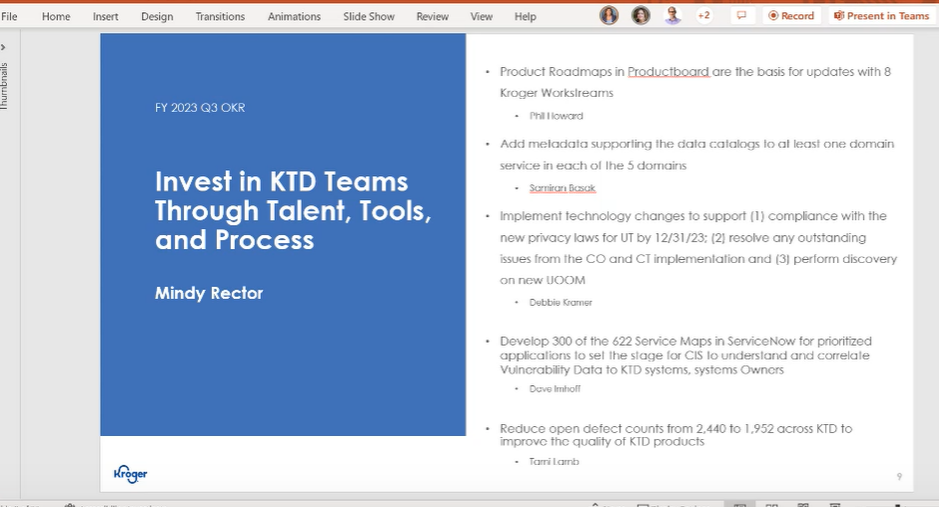 File Home Insert Design Transitions Animations Slide Show Review View Help +2 Record Present in Teams
Thumbnails
FY 2023 Q3 OKR
Invest in KTD Teams
Through Talent, Tools,
and Process
Mindy Rector
• Product Roadmaps in Productboard are the basis for updates with 8
Kroger Workstreams
• Phil Howard
• Add metadata supporting the data catalogs to at least one domain
service in each of the 5 domains
• Samiran Basak
• Implement technology changes to support (1) compliance with the
new privacy laws for UT by 12/31/23; (2) resolve any outstanding
issues from the CO and CT implementation and (3) perform discovery
on new UOOM
• Debbie Kramer
• Develop 300 of the 622 Service Maps in ServiceNow for prioritized
applications to set the stage for CIS to understand and correlate
Vulnerability Data to KTD systems, systems Owners
• Dave Imhoff
• Reduce open defect counts from 2,440 to 1,952 across KTD to
improve the quality of KTD products
• Tami Lamb
Kroger
9